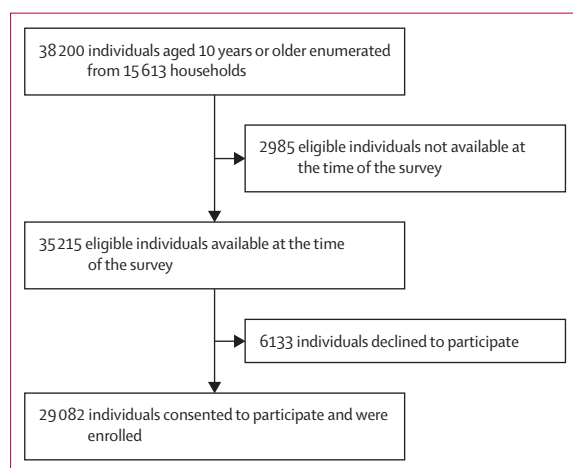 38 200 individuals aged 10 years or older enumerated
from 15 613 households
2985 eligible individuals not available at
the time of the survey
35 215 eligible individuals available at the time
of the survey
6133 individuals declined to participate
29 082 individuals consented to participate and were
enrolled